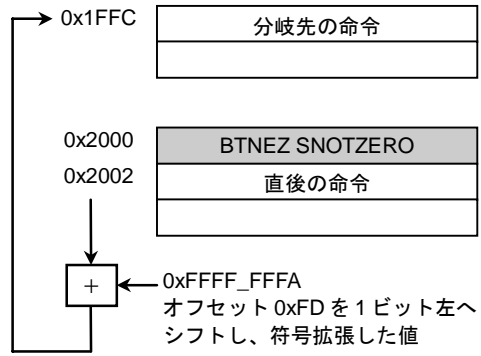 0x1FFC
分岐先の命令
0x2000
BTNEZ SNOTZERO
0x2002
直後の命令
+
0xFFFF_FFFA
オフセット 0xFD を 1 ビット左へ
シフトし、符号拡張した値